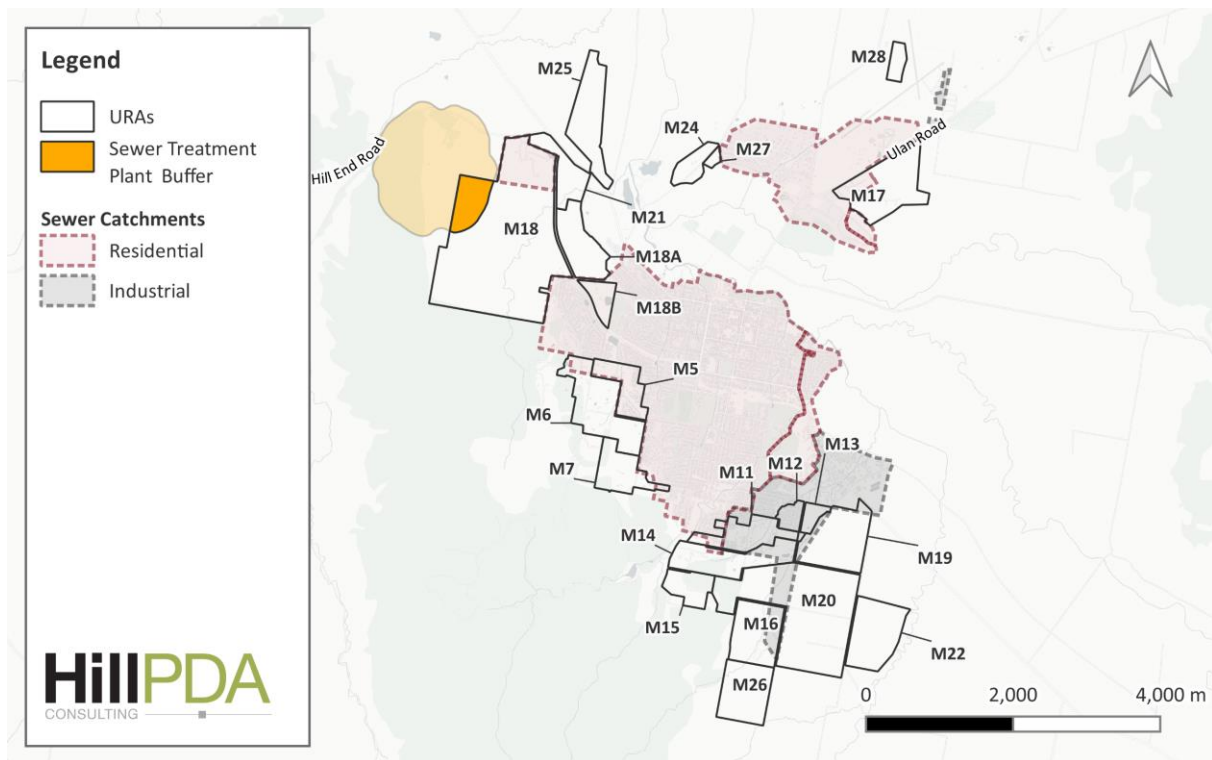 Legend
URAs
Sewer Treatment
Plant Buffer
Sewer Catchments
Residential
Industrial
HillPDA
CONSULTING
M25
M28
M24
M27
Ulan Road
Hill End Road
M17
M18
M21
M18A
M18B
M5
M6
M7
M11
M12
M13
M14
M19
M20
M15
M16
M22
M26
0 2,000 4,000 m